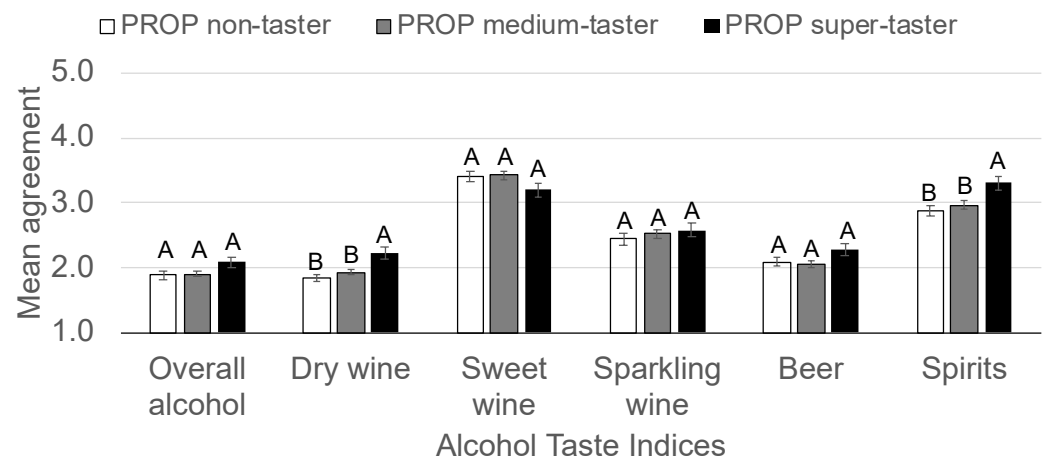 PROP non-taster PROP medium-taster PROP super-taster
5.0
4.0
3.0
2.0
1.0
Mean agreement
A A A
B B A
A A A
A A A
A A A
B B A
Overall alcohol
Dry wine
Sweet wine
Sparkling wine
Beer
Spirits
Alcohol Taste Indices